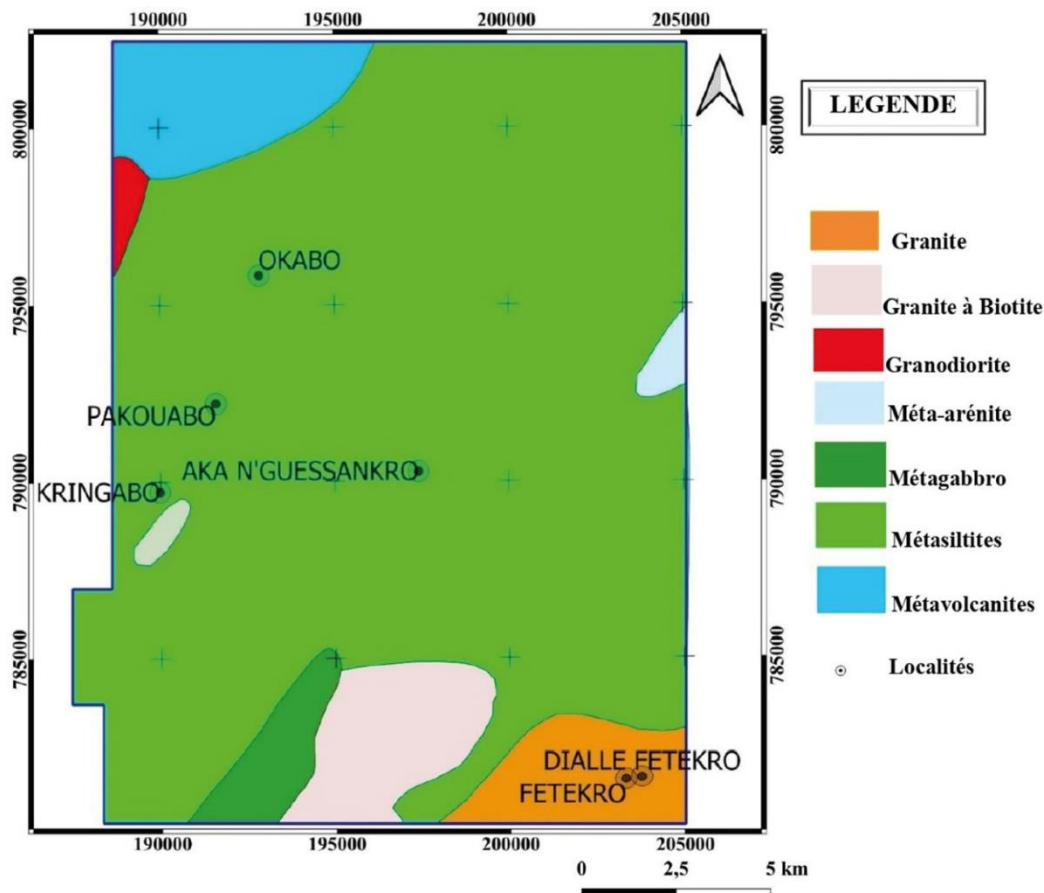 190000 195000 200000 205000
800000 800000
795000 795000
790000 790000
785000 785000
OKABO
PAKOUABO
AKA N'GUESSANKRO
KRINGABO
DIALLE FETEKRO
FETEKRO
190000 195000 200000 205000
0 2,5 5 km
LEGENDE
Granite
Granite à Biotite
Granodiorite
Méta-arénite
Métagabbro
Métasiltites
Métavolcanites
Localités